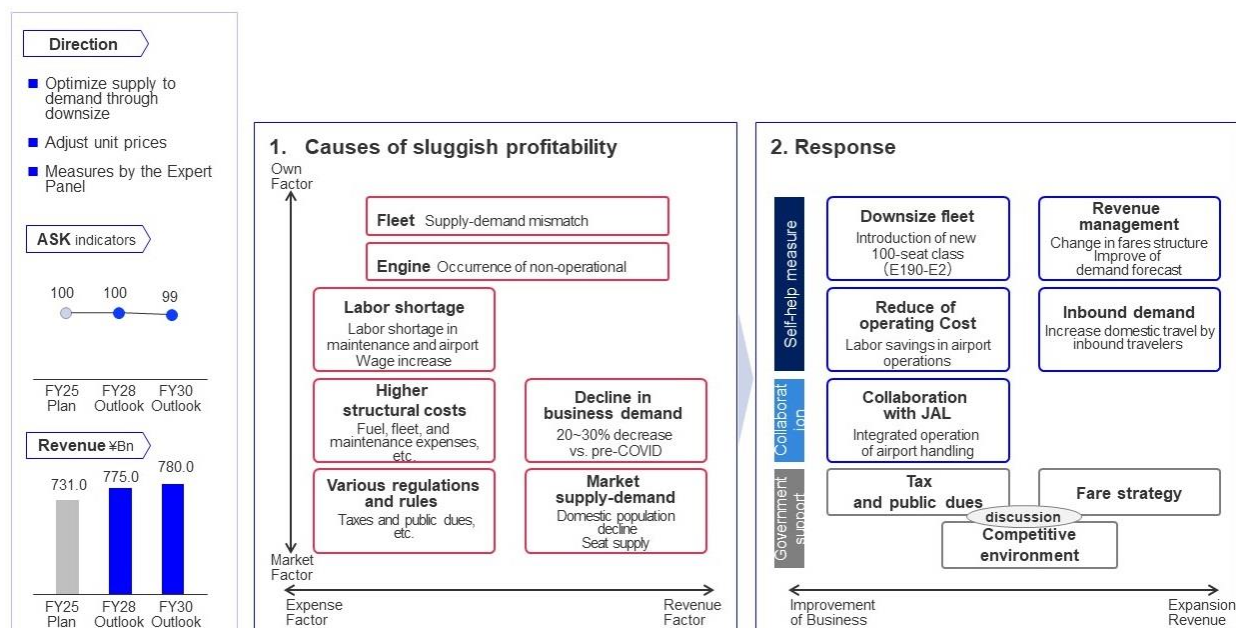 Direction
Optimize supply to
demand through
downsize
Adjust unit prices
Measures by the Expert
Panel
ASK indicators
100
100
99
FY25
Plan
FY28
Outlook
FY30
Outlook
Revenue ¥Bn
731.0
775.0
780.0
FY25
Plan
FY28
Outlook
FY30
Outlook
1. Causes of sluggish profitability
Own
Factor
Fleet Supply-demand mismatch
Engine Occurrence of non-operational
Labor shortage
Labor shortage in
maintenance and airport
Wage increase
Higher
structural costs
Fuel, fleet, and
maintenance expenses,
etc.
Decline in
business demand
20~30% decrease
vs. pre-COVID
Various regulations
and rules
Taxes and public dues,
etc.
Market
supply-demand
Domestic population
decline
Seat supply
Market
Factor
Expense
Factor
Revenue
Factor
2. Response
Self-help measure
Downsize fleet
Introduction of new
100-seat class
(E190-E2)
Revenue
management
Change in fares structure
Improve of
demand forecast
Reduce of
operating Cost
Labor savings in airport
operations
Inbound demand
Increase domestic travel by
inbound travelers
Collaborat
ion
Collaboration
with JAL
Integrated operation
of airport handling
Government
support
Tax
and public dues
Fare strategy
discussion
Competitive
environment
Improvement
of Business
Expansion
Revenue